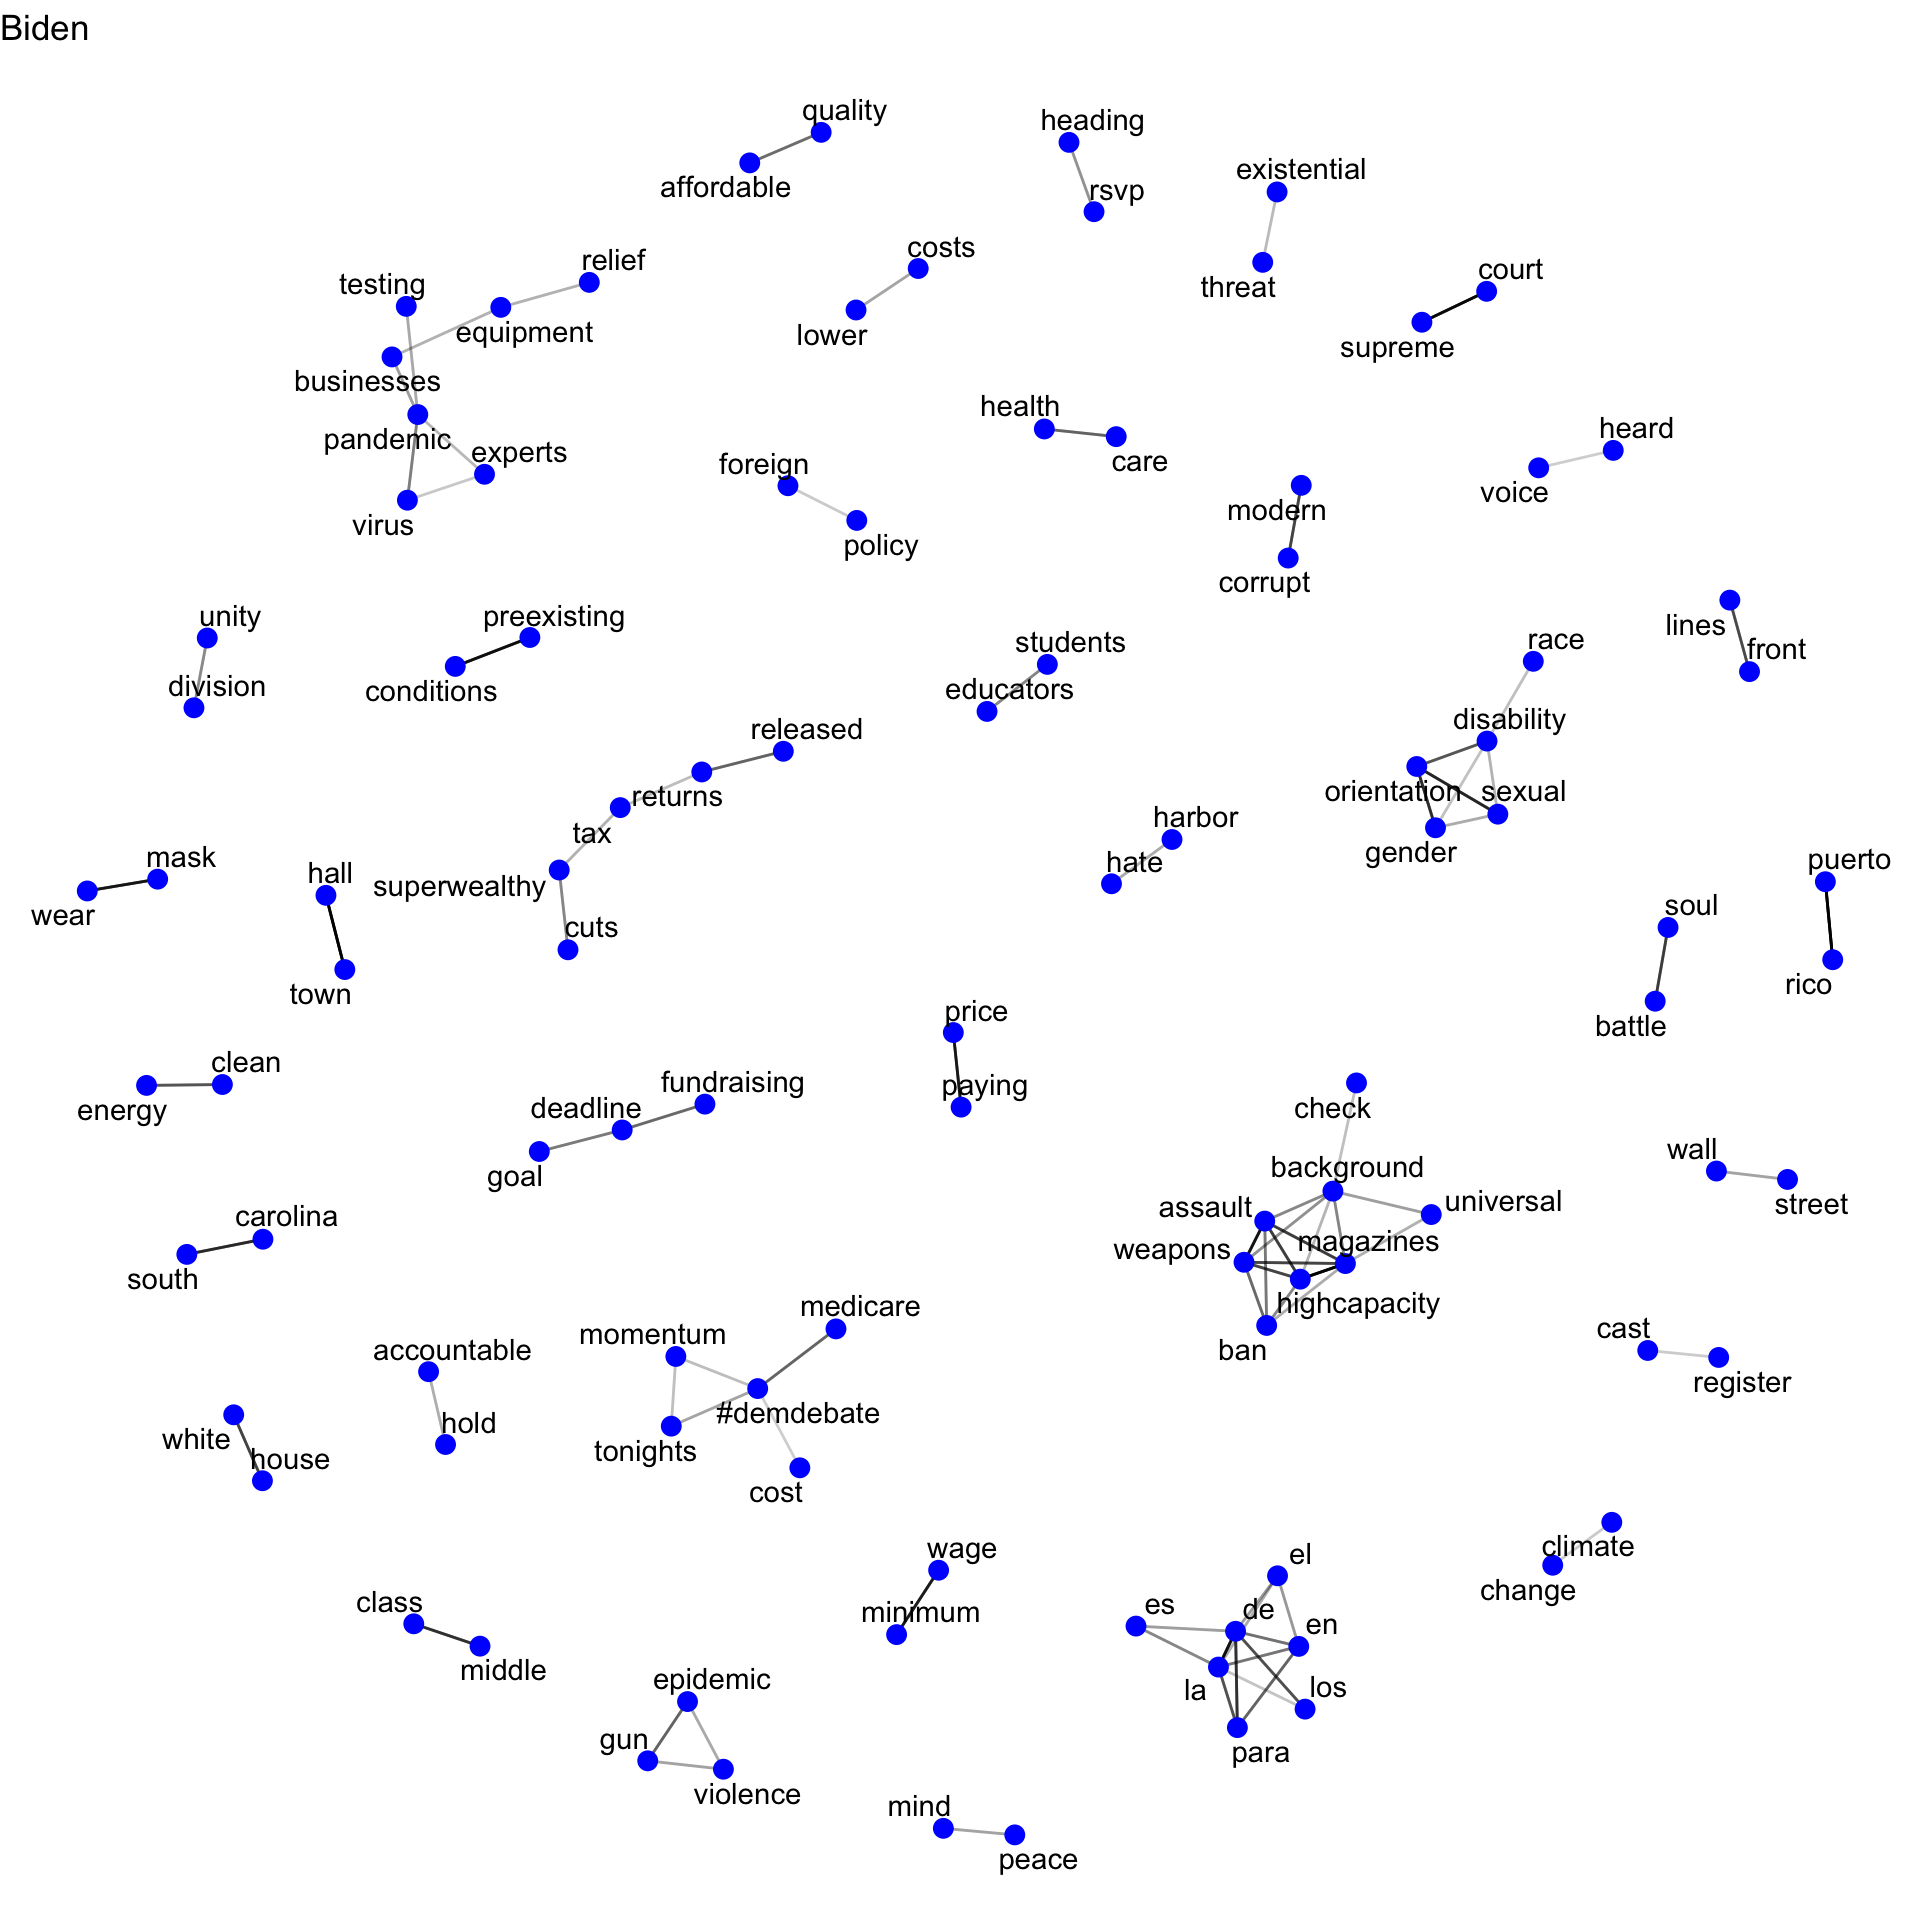 Biden
quality
affordable
heading
rsvp
existential
threat
costs
lower
court
supreme
testing
relief
equipment
businesses
pandemic
experts
virus
health
care
foreign
policy
heard
voice
modern
corrupt
unity
division
preexisting
conditions
students
educators
lines
front
race
disability
orientation
sexual
gender
released
returns
tax
superwealthy
cuts
harbor
hate
mask
wear
hall
town
puerto
rico
soul
battle
price
paying
clean
energy
fundraising
deadline
goal
check
background
assault
universal
weapons
magazines
highcapacity
ban
wall
street
carolina
south
medicare
momentum
#demdebate
tonights
cost
accountable
hold
white
house
cast
register
climate
change
wage
minimum
el
es
de
en
la
los
para
class
middle
epidemic
gun
violence
mind
peace